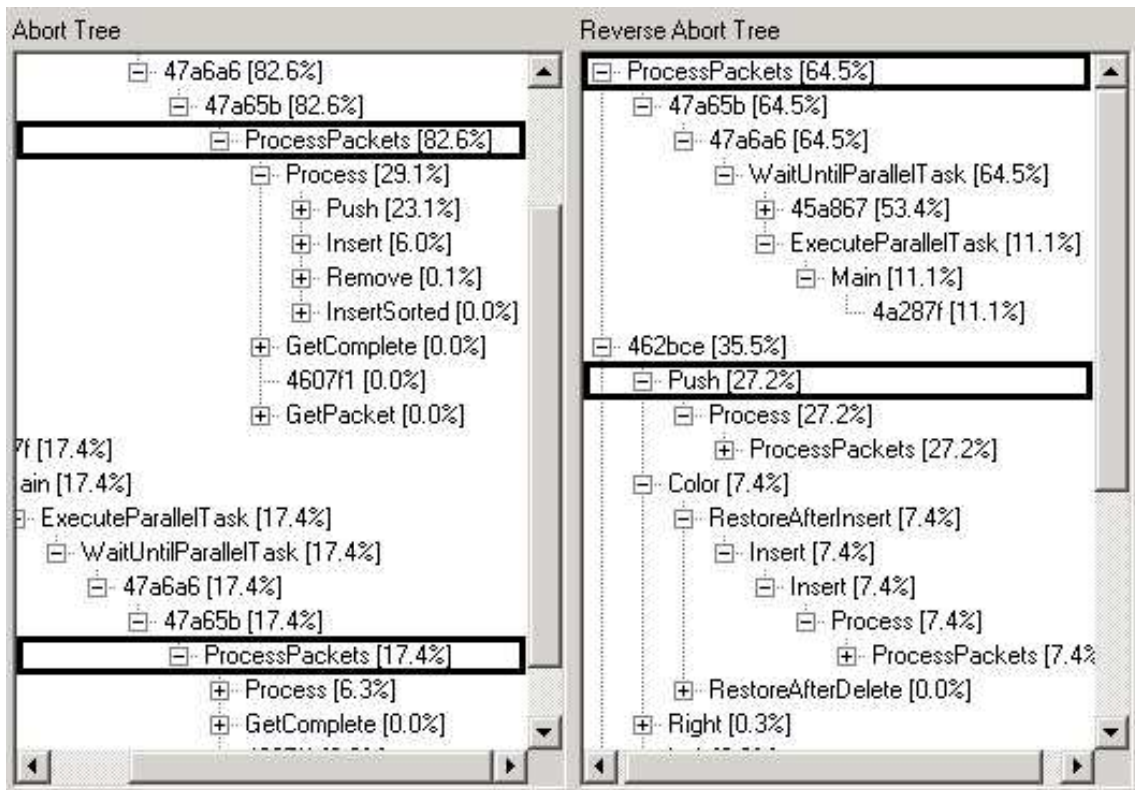 Abort Tree
47a6a6 [82.6%]
47a65b [82.6%]
ProcessPackets [82.6%]
Process [29.1%]
Push [23.1%]
Insert [6.0%]
Remove [0.1%]
InsertSorted [0.0%]
GetComplete [0.0%]
4607f1 [0.0%]
GetPacket [0.0%]
7f [17.4%]
ain [17.4%]
ExecuteParallelTask [17.4%]
WaitUntilParallelTask [17.4%]
47a6a6 [17.4%]
47a65b [17.4%]
ProcessPackets [17.4%]
Process [6.3%]
GetComplete [0.0%]
Reverse Abort Tree
ProcessPackets [64.5%]
47a65b [64.5%]
47a6a6 [64.5%]
WaitUntilParallelTask [64.5%]
45a867 [53.4%]
ExecuteParallelTask [11.1%]
Main [11.1%]
4a287f [11.1%]
462bce [35.5%]
Push [27.2%]
Process [27.2%]
ProcessPackets [27.2%]
Color [7.4%]
RestoreAfterInsert [7.4%]
Insert [7.4%]
Insert [7.4%]
Process [7.4%]
ProcessPackets [7.4%
RestoreAfterDelete [0.0%]
Right [0.3%]